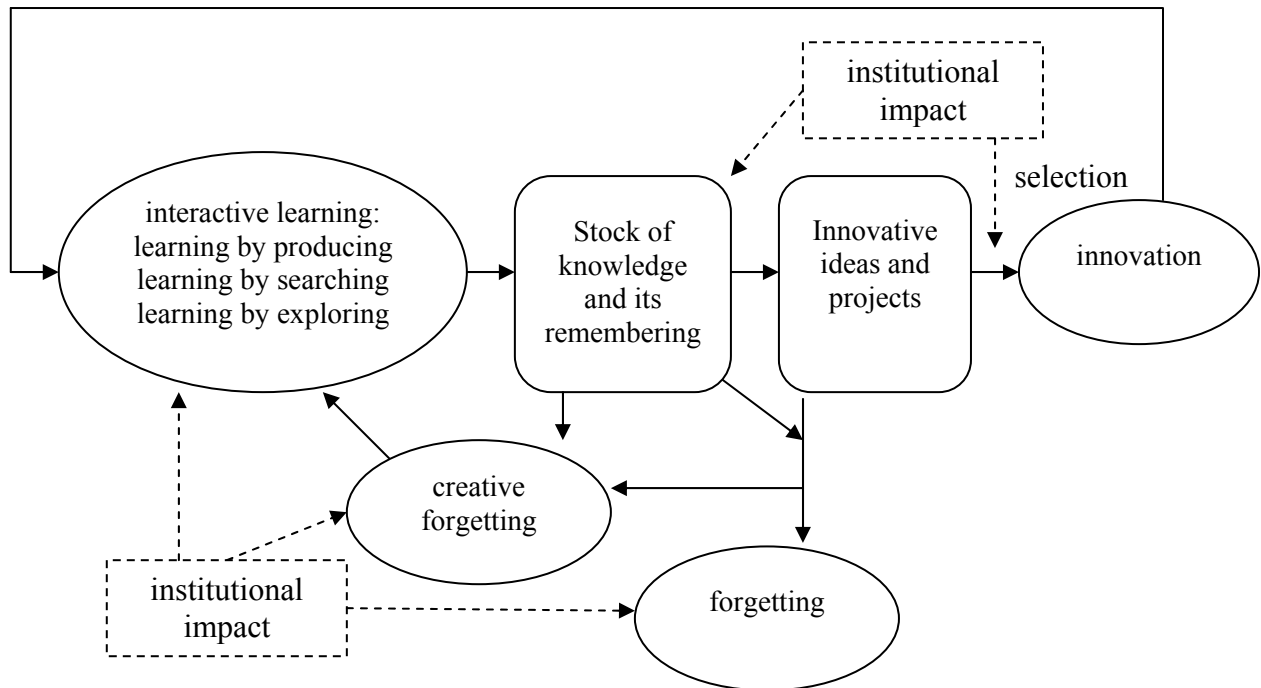 institutional
impact
selection
interactive learning:
learning by producing
learning by searching
learning by exploring
Stock of
knowledge
and its
remembering
Innovative
ideas and
projects
innovation
creative
forgetting
institutional
impact
forgetting